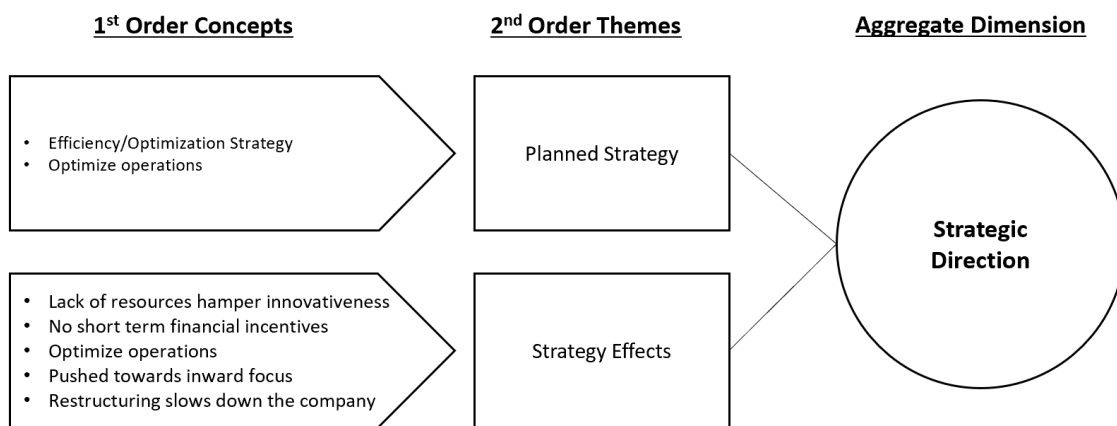 1st Order Concepts
2nd Order Themes
Aggregate Dimension
• Efficiency/Optimization Strategy
• Optimize operations
Planned Strategy
• Lack of resources hamper innovativeness
• No short term financial incentives
• Optimize operations
• Pushed towards inward focus
• Restructuring slows down the company
Strategy Effects
Strategic
Direction